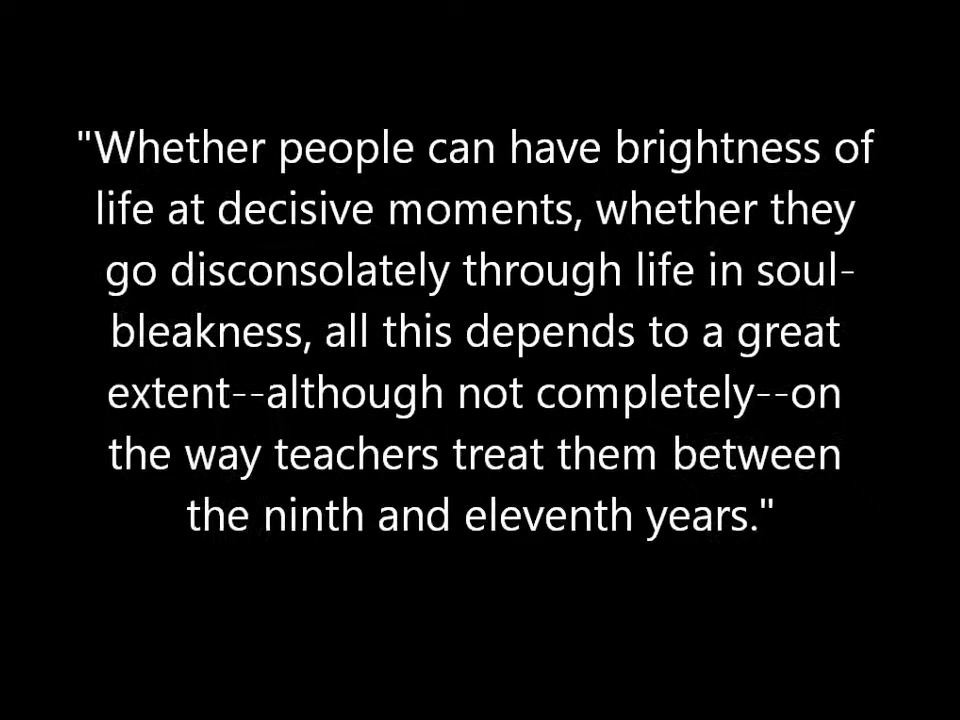 "Whether people can have brightness of
life at decisive moments, whether they
go disconsolately through life in soul-
bleakness, all this depends to a great
extent--although not completely--on
the way teachers treat them between
the ninth and eleventh years."